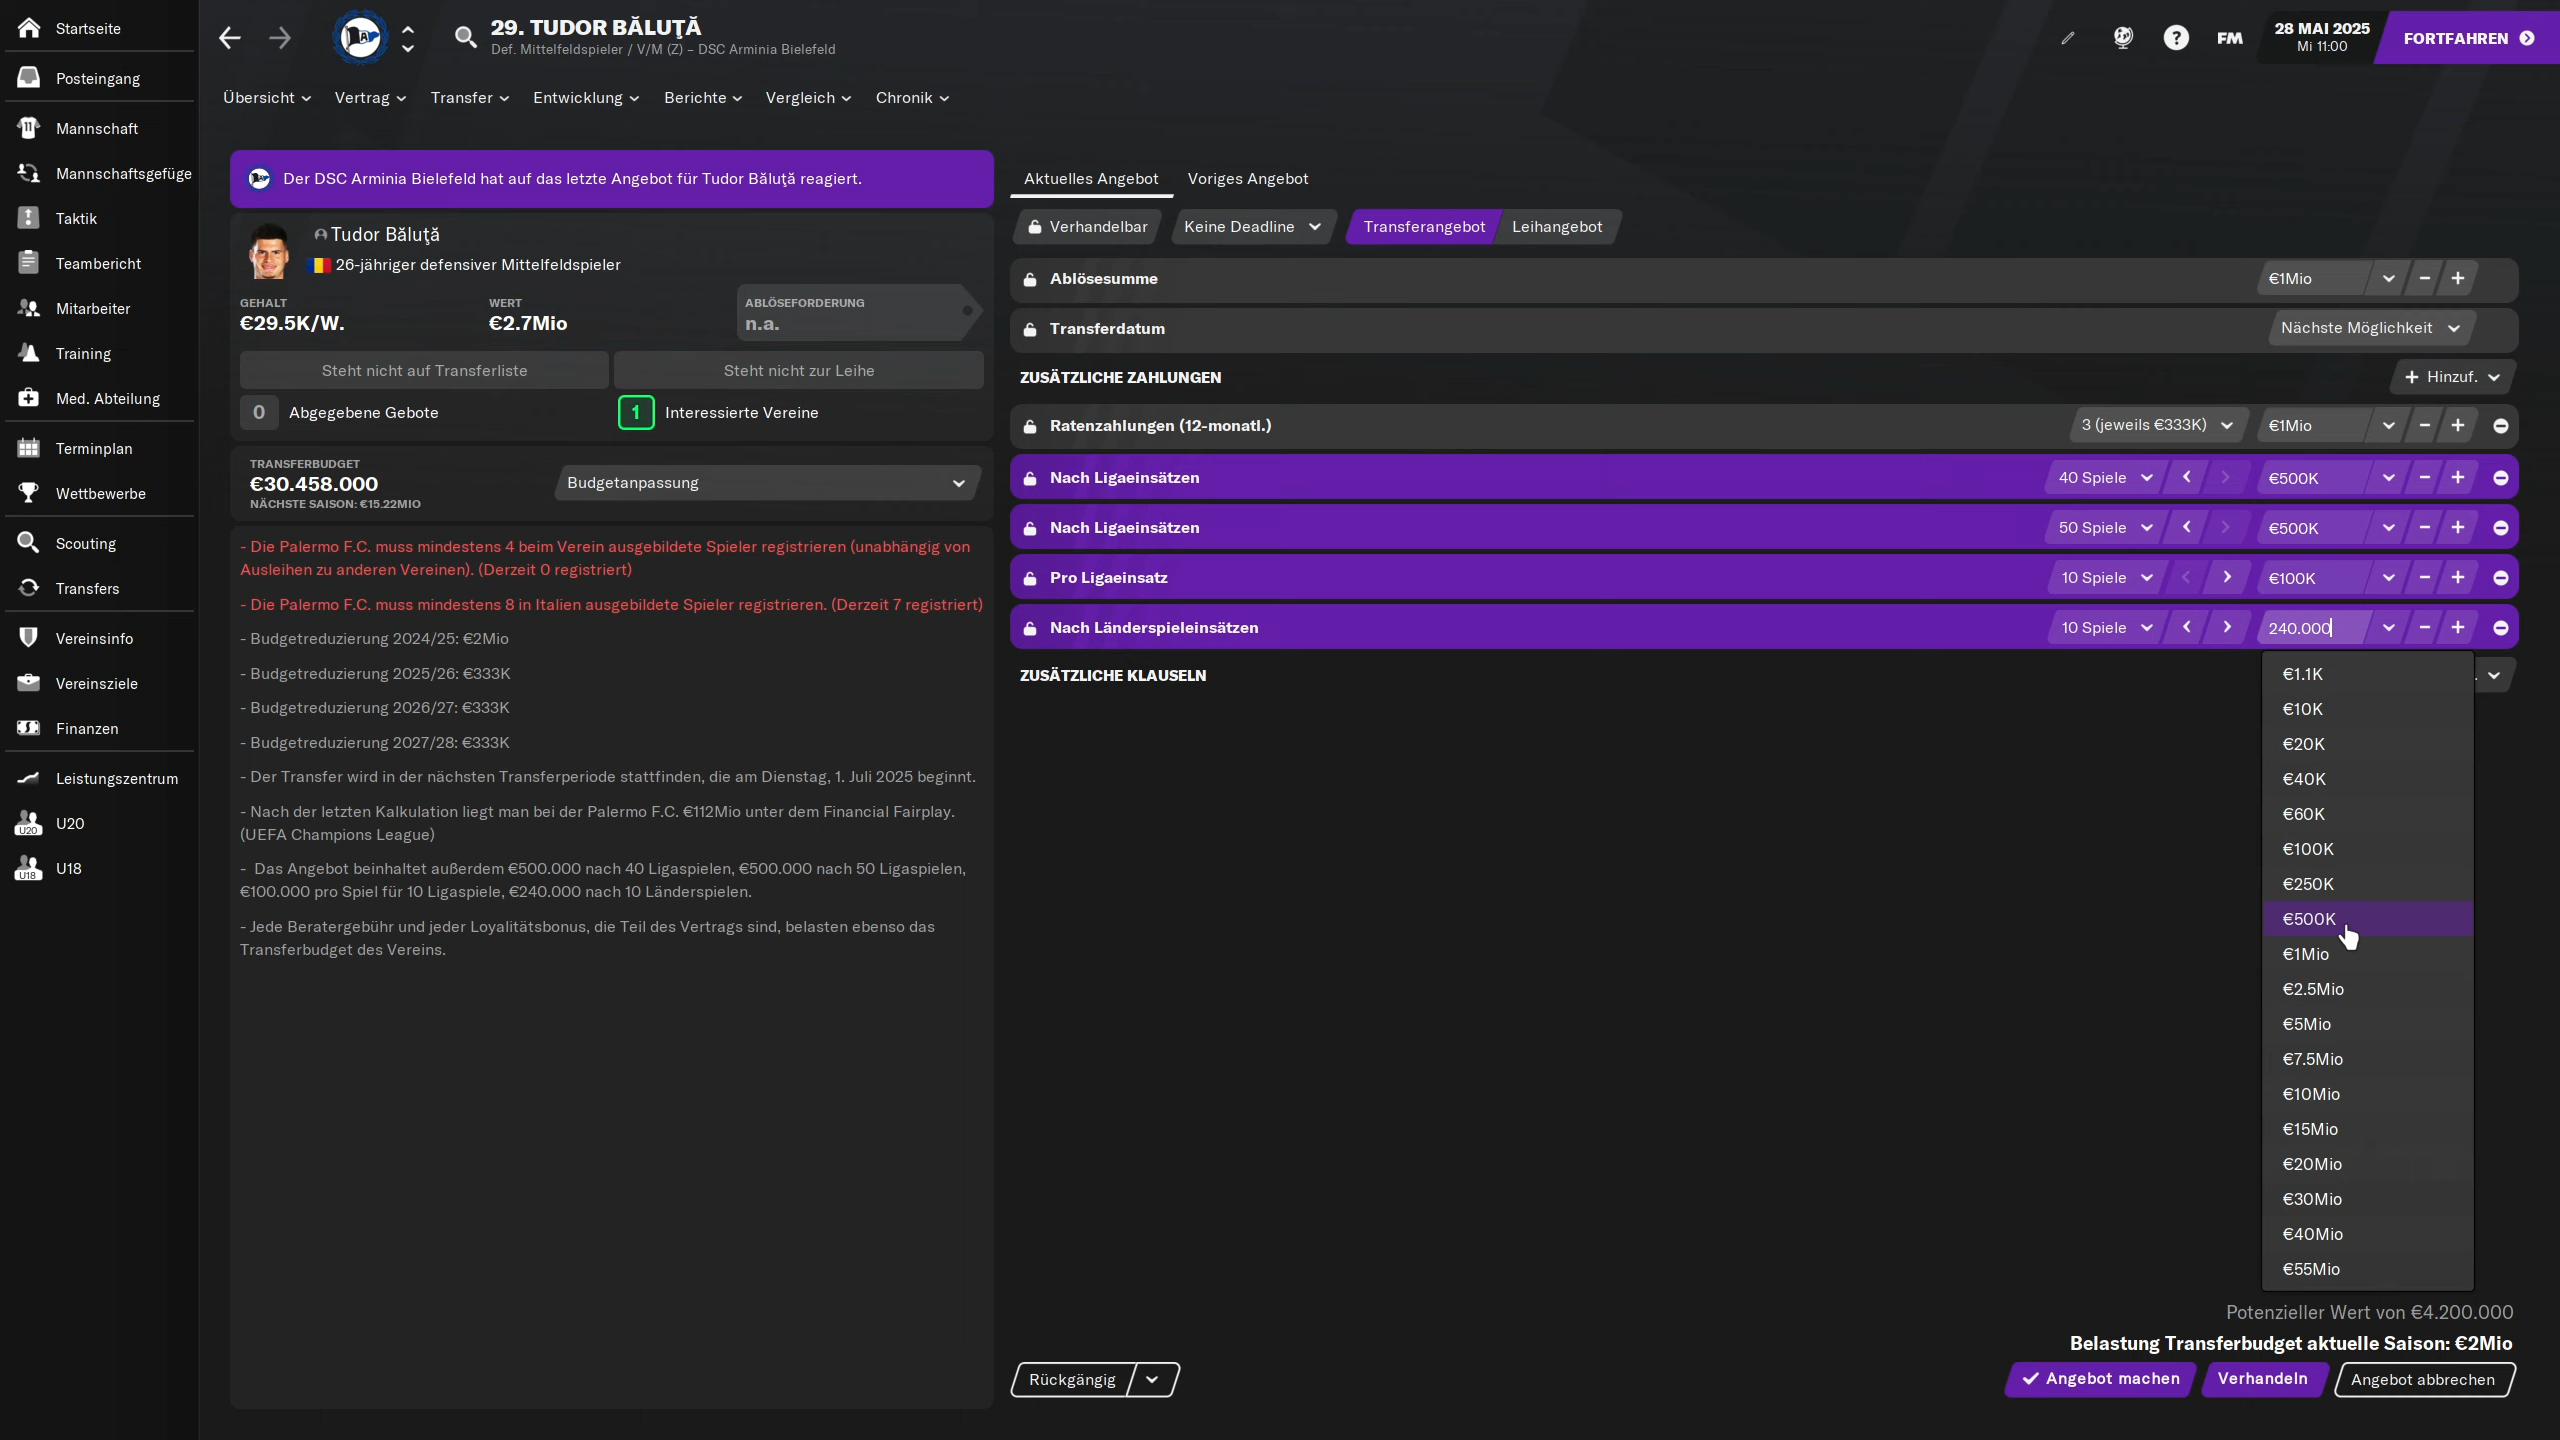 Startseite
Posteingang
Mannschaft
Mannschaftsgefüge
Taktik
Teambericht
Mitarbeiter
Training
Med. Abteilung
Terminplan
Wettbewerbe
Scouting
Transfers
Vereinsinfo
Vereinsziele
Finanzen
Leistungszentrum
U20
U20
U18
U18
29. TUDOR BĂLUŢĂ
Def. Mittelfeldspieler / V/M (Z) – DSC Arminia Bielefeld
FM
28 MAI 2025
Mi 11:00
FORTFAHREN
Übersicht
Vertrag
Transfer
Entwicklung
Berichte
Vergleich
Chronik
Der DSC Arminia Bielefeld hat auf das letzte Angebot für Tudor Băluţă reagiert.
Tudor Băluţă
26-jähriger defensiver Mittelfeldspieler
GEHALT
€29.5K/W.
WERT
€2.7Mio
ABLÖSEFORDERUNG
n.a.
Steht nicht auf Transferliste
Steht nicht zur Leihe
0 Abgegebene Gebote
1 Interessierte Vereine
TRANSFERBUDGET
€30.458.000
NÄCHSTE SAISON: €15.22MIO
Budgetanpassung
- Die Palermo F.C. muss mindestens 4 beim Verein ausgebildete Spieler registrieren (unabhängig von
Ausleihen zu anderen Vereinen). (Derzeit 0 registriert)
- Die Palermo F.C. muss mindestens 8 in Italien ausgebildete Spieler registrieren. (Derzeit 7 registriert)
- Budgetreduzierung 2024/25: €2Mio
- Budgetreduzierung 2025/26: €333K
- Budgetreduzierung 2026/27: €333K
- Budgetreduzierung 2027/28: €333K
- Der Transfer wird in der nächsten Transferperiode stattfinden, die am Dienstag, 1. Juli 2025 beginnt.
- Nach der letzten Kalkulation liegt man bei der Palermo F.C. €112Mio unter dem Financial Fairplay.
(UEFA Champions League)
- Das Angebot beinhaltet außerdem €500.000 nach 40 Ligaspielen, €500.000 nach 50 Ligaspielen,
€100.000 pro Spiel für 10 Ligaspiele, €240.000 nach 10 Länderspielen.
- Jede Beratergebühr und jeder Loyalitätsbonus, die Teil des Vertrags sind, belasten ebenso das
Transferbudget des Vereins.
Aktuelles Angebot
Voriges Angebot
Verhandelbar
Keine Deadline
Transferangebot
Leihangebot
Ablösesumme €1Mio
Transferdatum Nächste Möglichkeit
ZUSÄTZLICHE ZAHLUNGEN
+ Hinzuf.
Ratenzahlungen (12-monatl.) 3 (jeweils €333K) €1Mio
Nach Ligaeinsätzen 40 Spiele €500K
Nach Ligaeinsätzen 50 Spiele €500K
Pro Ligaeinsatz 10 Spiele €100K
Nach Länderspieleinsätzen 10 Spiele 240.000
ZUSÄTZLICHE KLAUSELN
€1.1K
€10K
€20K
€40K
€60K
€100K
€250K
€500K
€1Mio
€2.5Mio
€5Mio
€7.5Mio
€10Mio
€15Mio
€20Mio
€30Mio
€40Mio
€55Mio
Potenzieller Wert von €4.200.000
Belastung Transferbudget aktuelle Saison: €2Mio
Rückgängig
Angebot machen
Verhandeln
Angebot abbrechen